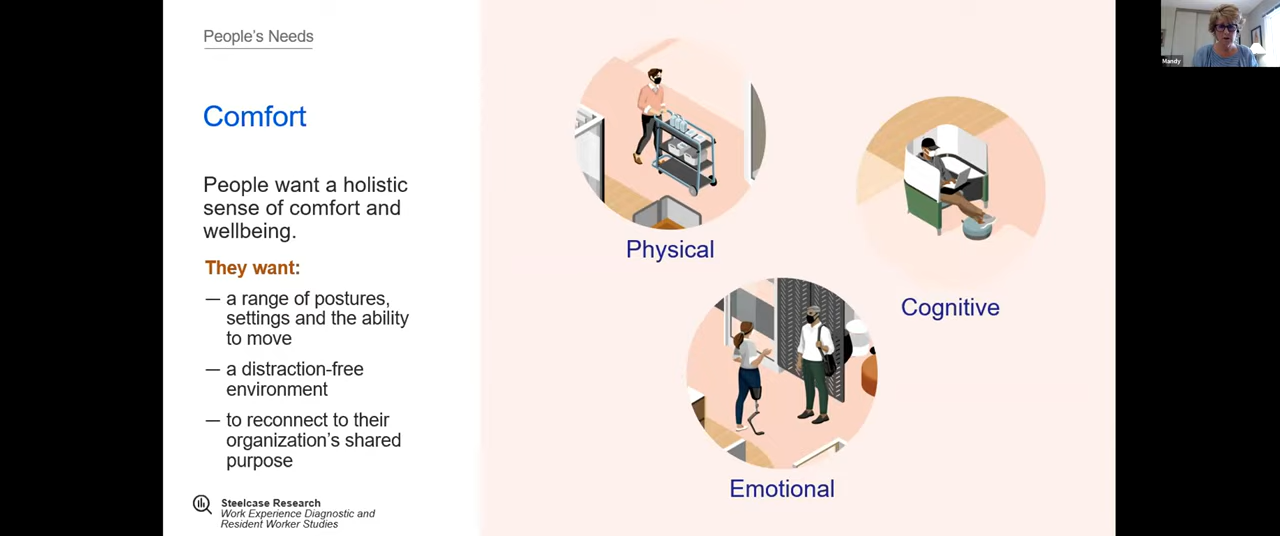 People's Needs
Comfort
People want a holistic
sense of comfort and
wellbeing.
They want:
— a range of postures,
settings and the ability
to move
— a distraction-free
environment
— to reconnect to their
organization's shared
purpose
Steelcase Research
Work Experience Diagnostic and
Resident Worker Studies
Physical
Cognitive
Emotional
Mandy